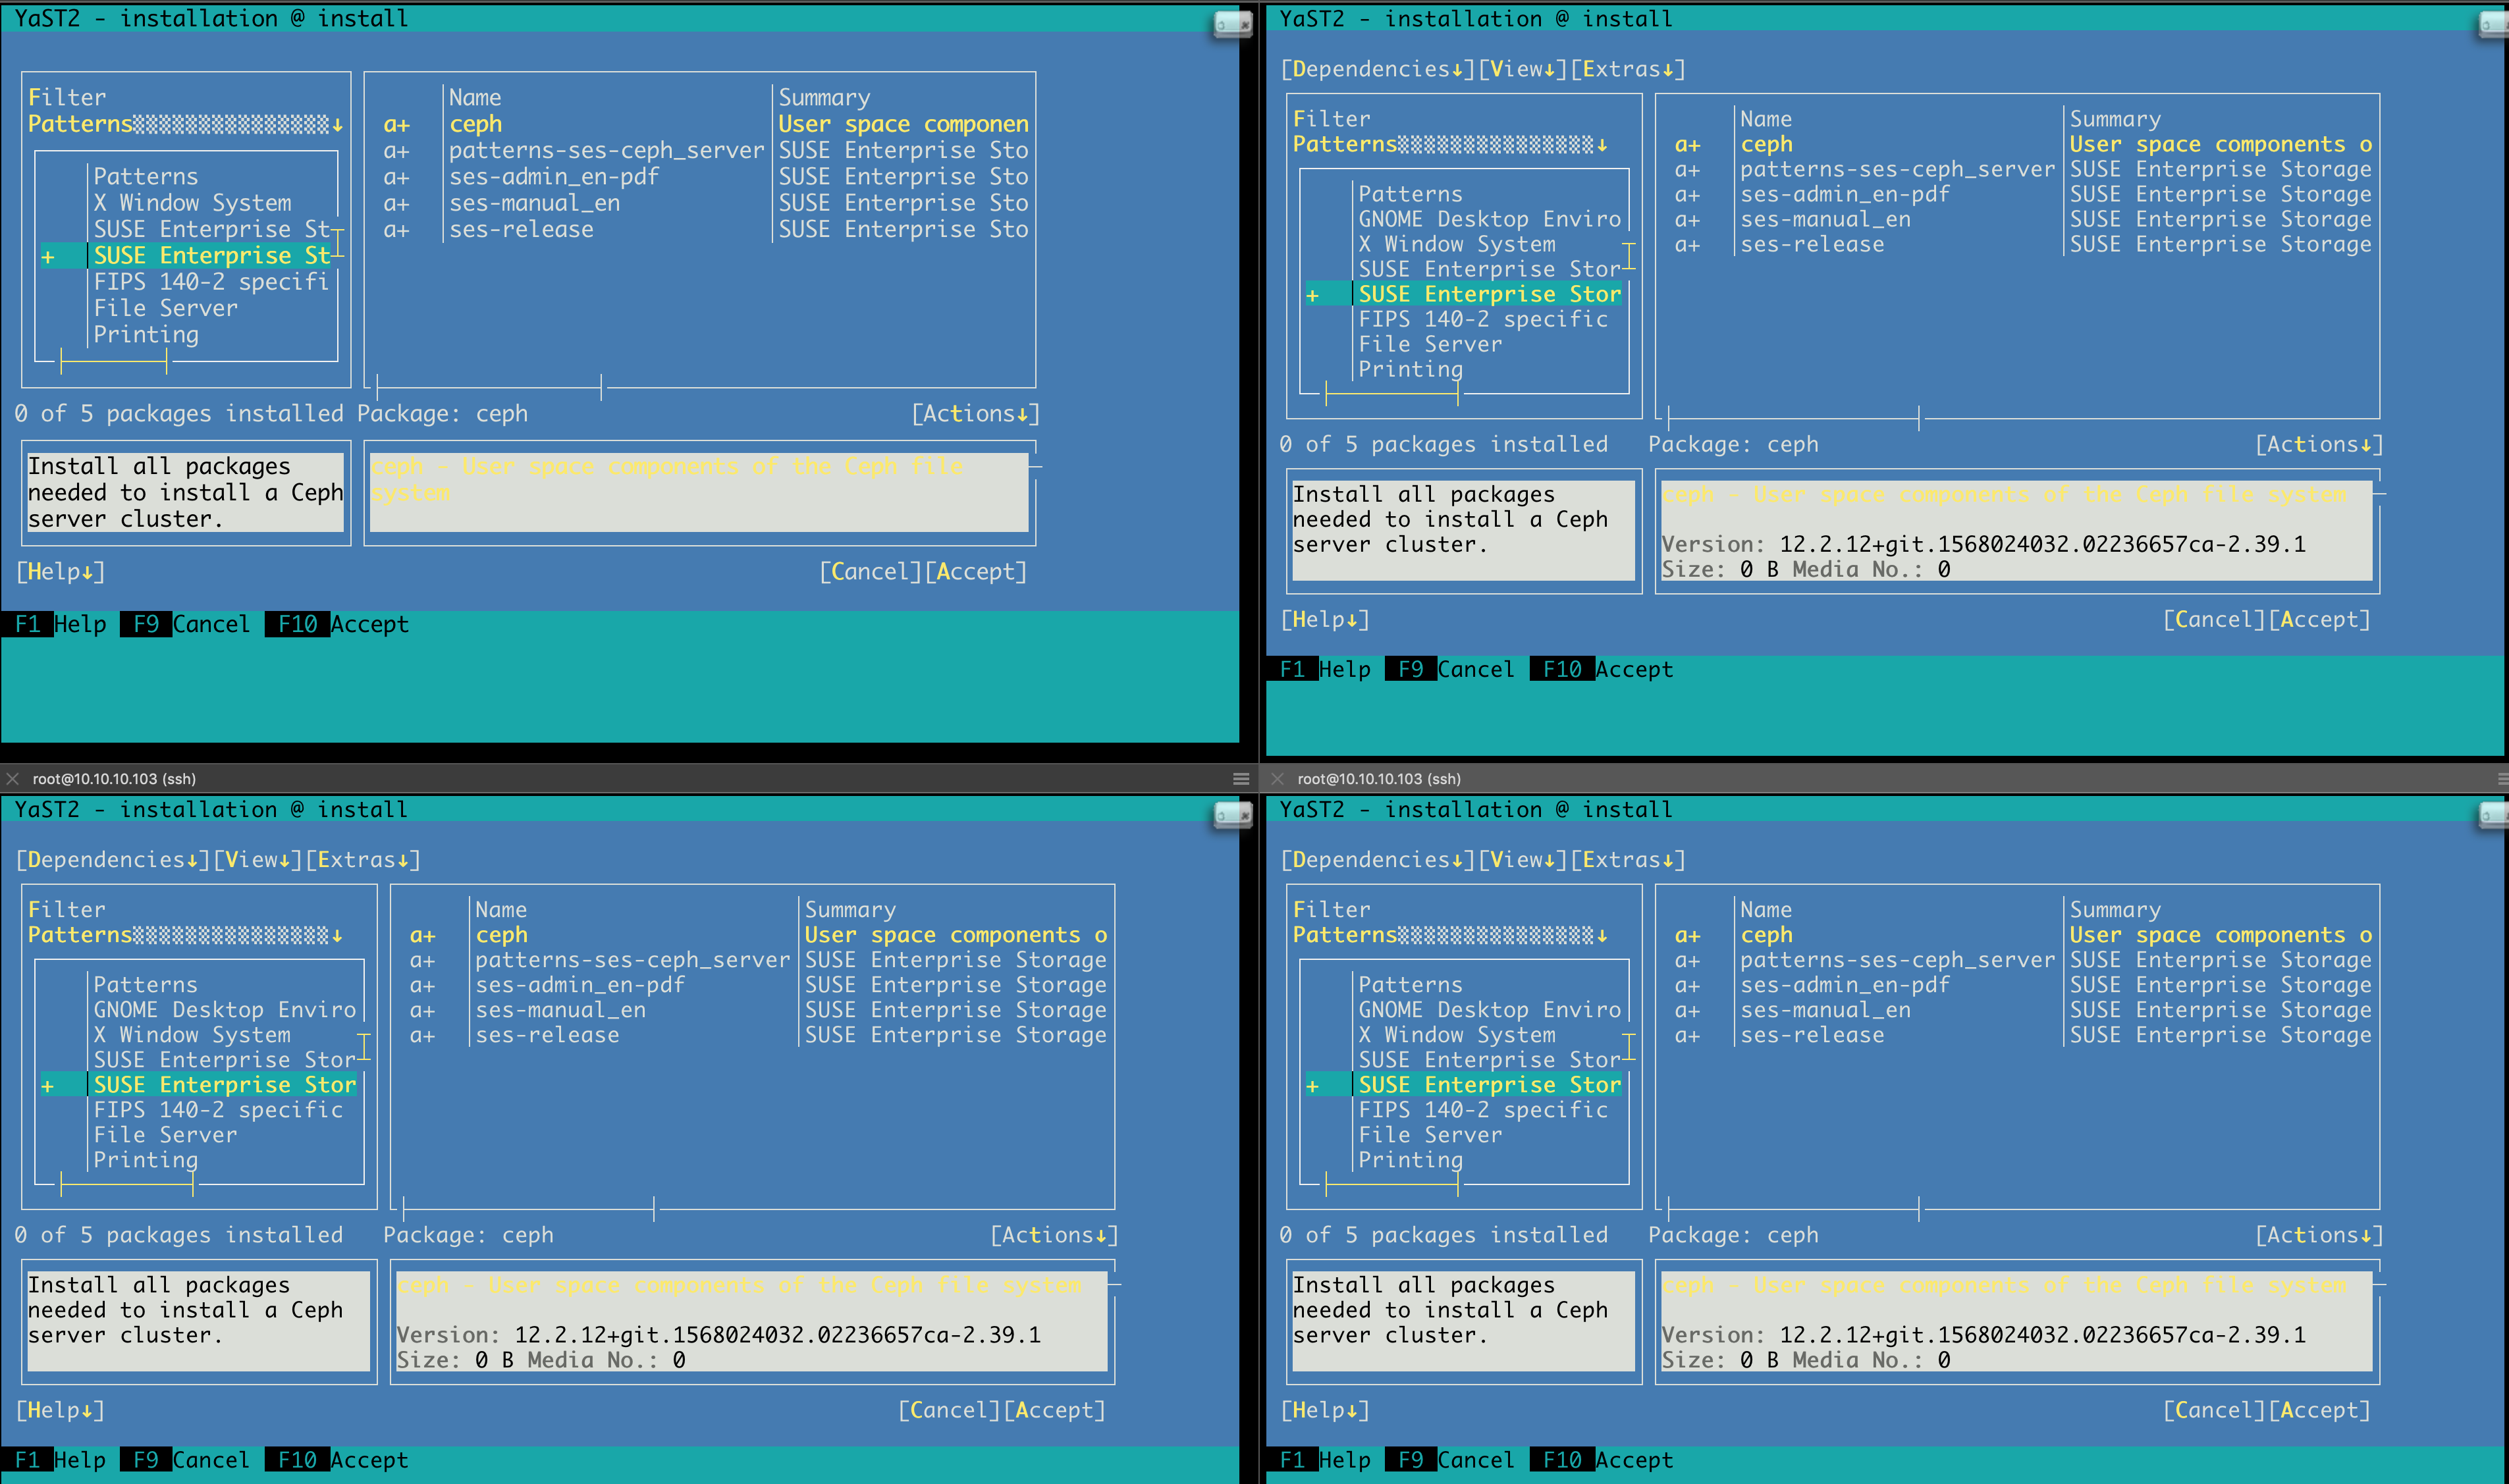 YaST2 - installation @ install
Filter
Patterns↓
Patterns
X Window System
SUSE Enterprise St
+ SUSE Enterprise St
FIPS 140-2 specifi
File Server
Printing
Name Summary
a+ ceph User space componen
a+ patterns-ses-ceph_server SUSE Enterprise Sto
a+ ses-admin_en-pdf SUSE Enterprise Sto
a+ ses-manual_en SUSE Enterprise Sto
a+ ses-release SUSE Enterprise Sto
0 of 5 packages installed Package: ceph [Actions↓]
Install all packages
needed to install a Ceph
server cluster.
ceph - User space components of the Ceph file
system
[Help↓] [Cancel][Accept]
F1 Help F9 Cancel F10 Accept
YaST2 - installation @ install
[Dependencies↓][View↓][Extras↓]
Filter
Patterns↓
Patterns
GNOME Desktop Enviro
X Window System
SUSE Enterprise Stor
+ SUSE Enterprise Stor
FIPS 140-2 specific
File Server
Printing
Name Summary
a+ ceph User space components o
a+ patterns-ses-ceph_server SUSE Enterprise Storage
a+ ses-admin_en-pdf SUSE Enterprise Storage
a+ ses-manual_en SUSE Enterprise Storage
a+ ses-release SUSE Enterprise Storage
0 of 5 packages installed Package: ceph [Actions↓]
Install all packages
needed to install a Ceph
server cluster.
ceph - User space components of the Ceph file system
Version: 12.2.12+git.1568024032.02236657ca-2.39.1
Size: 0 B Media No.: 0
[Help↓] [Cancel][Accept]
F1 Help F9 Cancel F10 Accept
root@10.10.10.103 (ssh)
YaST2 - installation @ install
[Dependencies↓][View↓][Extras↓]
Filter
Patterns↓
Patterns
GNOME Desktop Enviro
X Window System
SUSE Enterprise Stor
+ SUSE Enterprise Stor
FIPS 140-2 specific
File Server
Printing
Name Summary
a+ ceph User space components o
a+ patterns-ses-ceph_server SUSE Enterprise Storage
a+ ses-admin_en-pdf SUSE Enterprise Storage
a+ ses-manual_en SUSE Enterprise Storage
a+ ses-release SUSE Enterprise Storage
0 of 5 packages installed Package: ceph [Actions↓]
Install all packages
needed to install a Ceph
server cluster.
ceph - User space components of the Ceph file system
Version: 12.2.12+git.1568024032.02236657ca-2.39.1
Size: 0 B Media No.: 0
[Help↓] [Cancel][Accept]
F1 Help F9 Cancel F10 Accept
root@10.10.10.103 (ssh)
YaST2 - installation @ install
[Dependencies↓][View↓][Extras↓]
Filter
Patterns↓
Patterns
GNOME Desktop Enviro
X Window System
SUSE Enterprise Stor
+ SUSE Enterprise Stor
FIPS 140-2 specific
File Server
Printing
Name Summary
a+ ceph User space components o
a+ patterns-ses-ceph_server SUSE Enterprise Storage
a+ ses-admin_en-pdf SUSE Enterprise Storage
a+ ses-manual_en SUSE Enterprise Storage
a+ ses-release SUSE Enterprise Storage
0 of 5 packages installed Package: ceph [Actions↓]
Install all packages
needed to install a Ceph
server cluster.
ceph - User space components of the Ceph file system
Version: 12.2.12+git.1568024032.02236657ca-2.39.1
Size: 0 B Media No.: 0
[Help↓] [Cancel][Accept]
F1 Help F9 Cancel F10 Accept